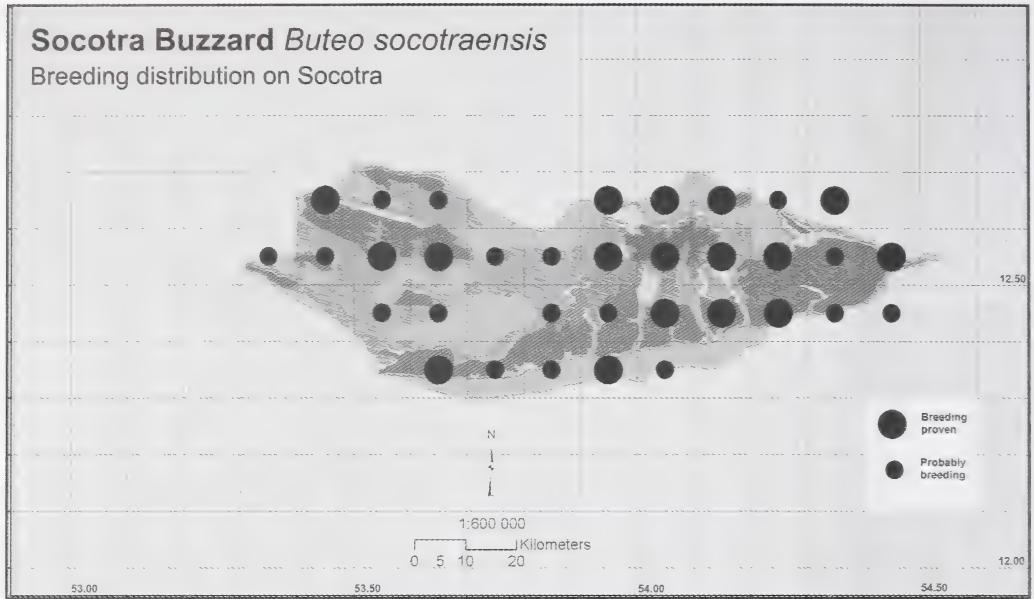 Socotra Buzzard Buteo socotraensis
Breeding distribution on Socotra
12.50
Breeding
proven
Probably
breeding
N
1:600 000
Kilometers
0 5 10 20
12.00
53.00 53.50 54.00 54.50